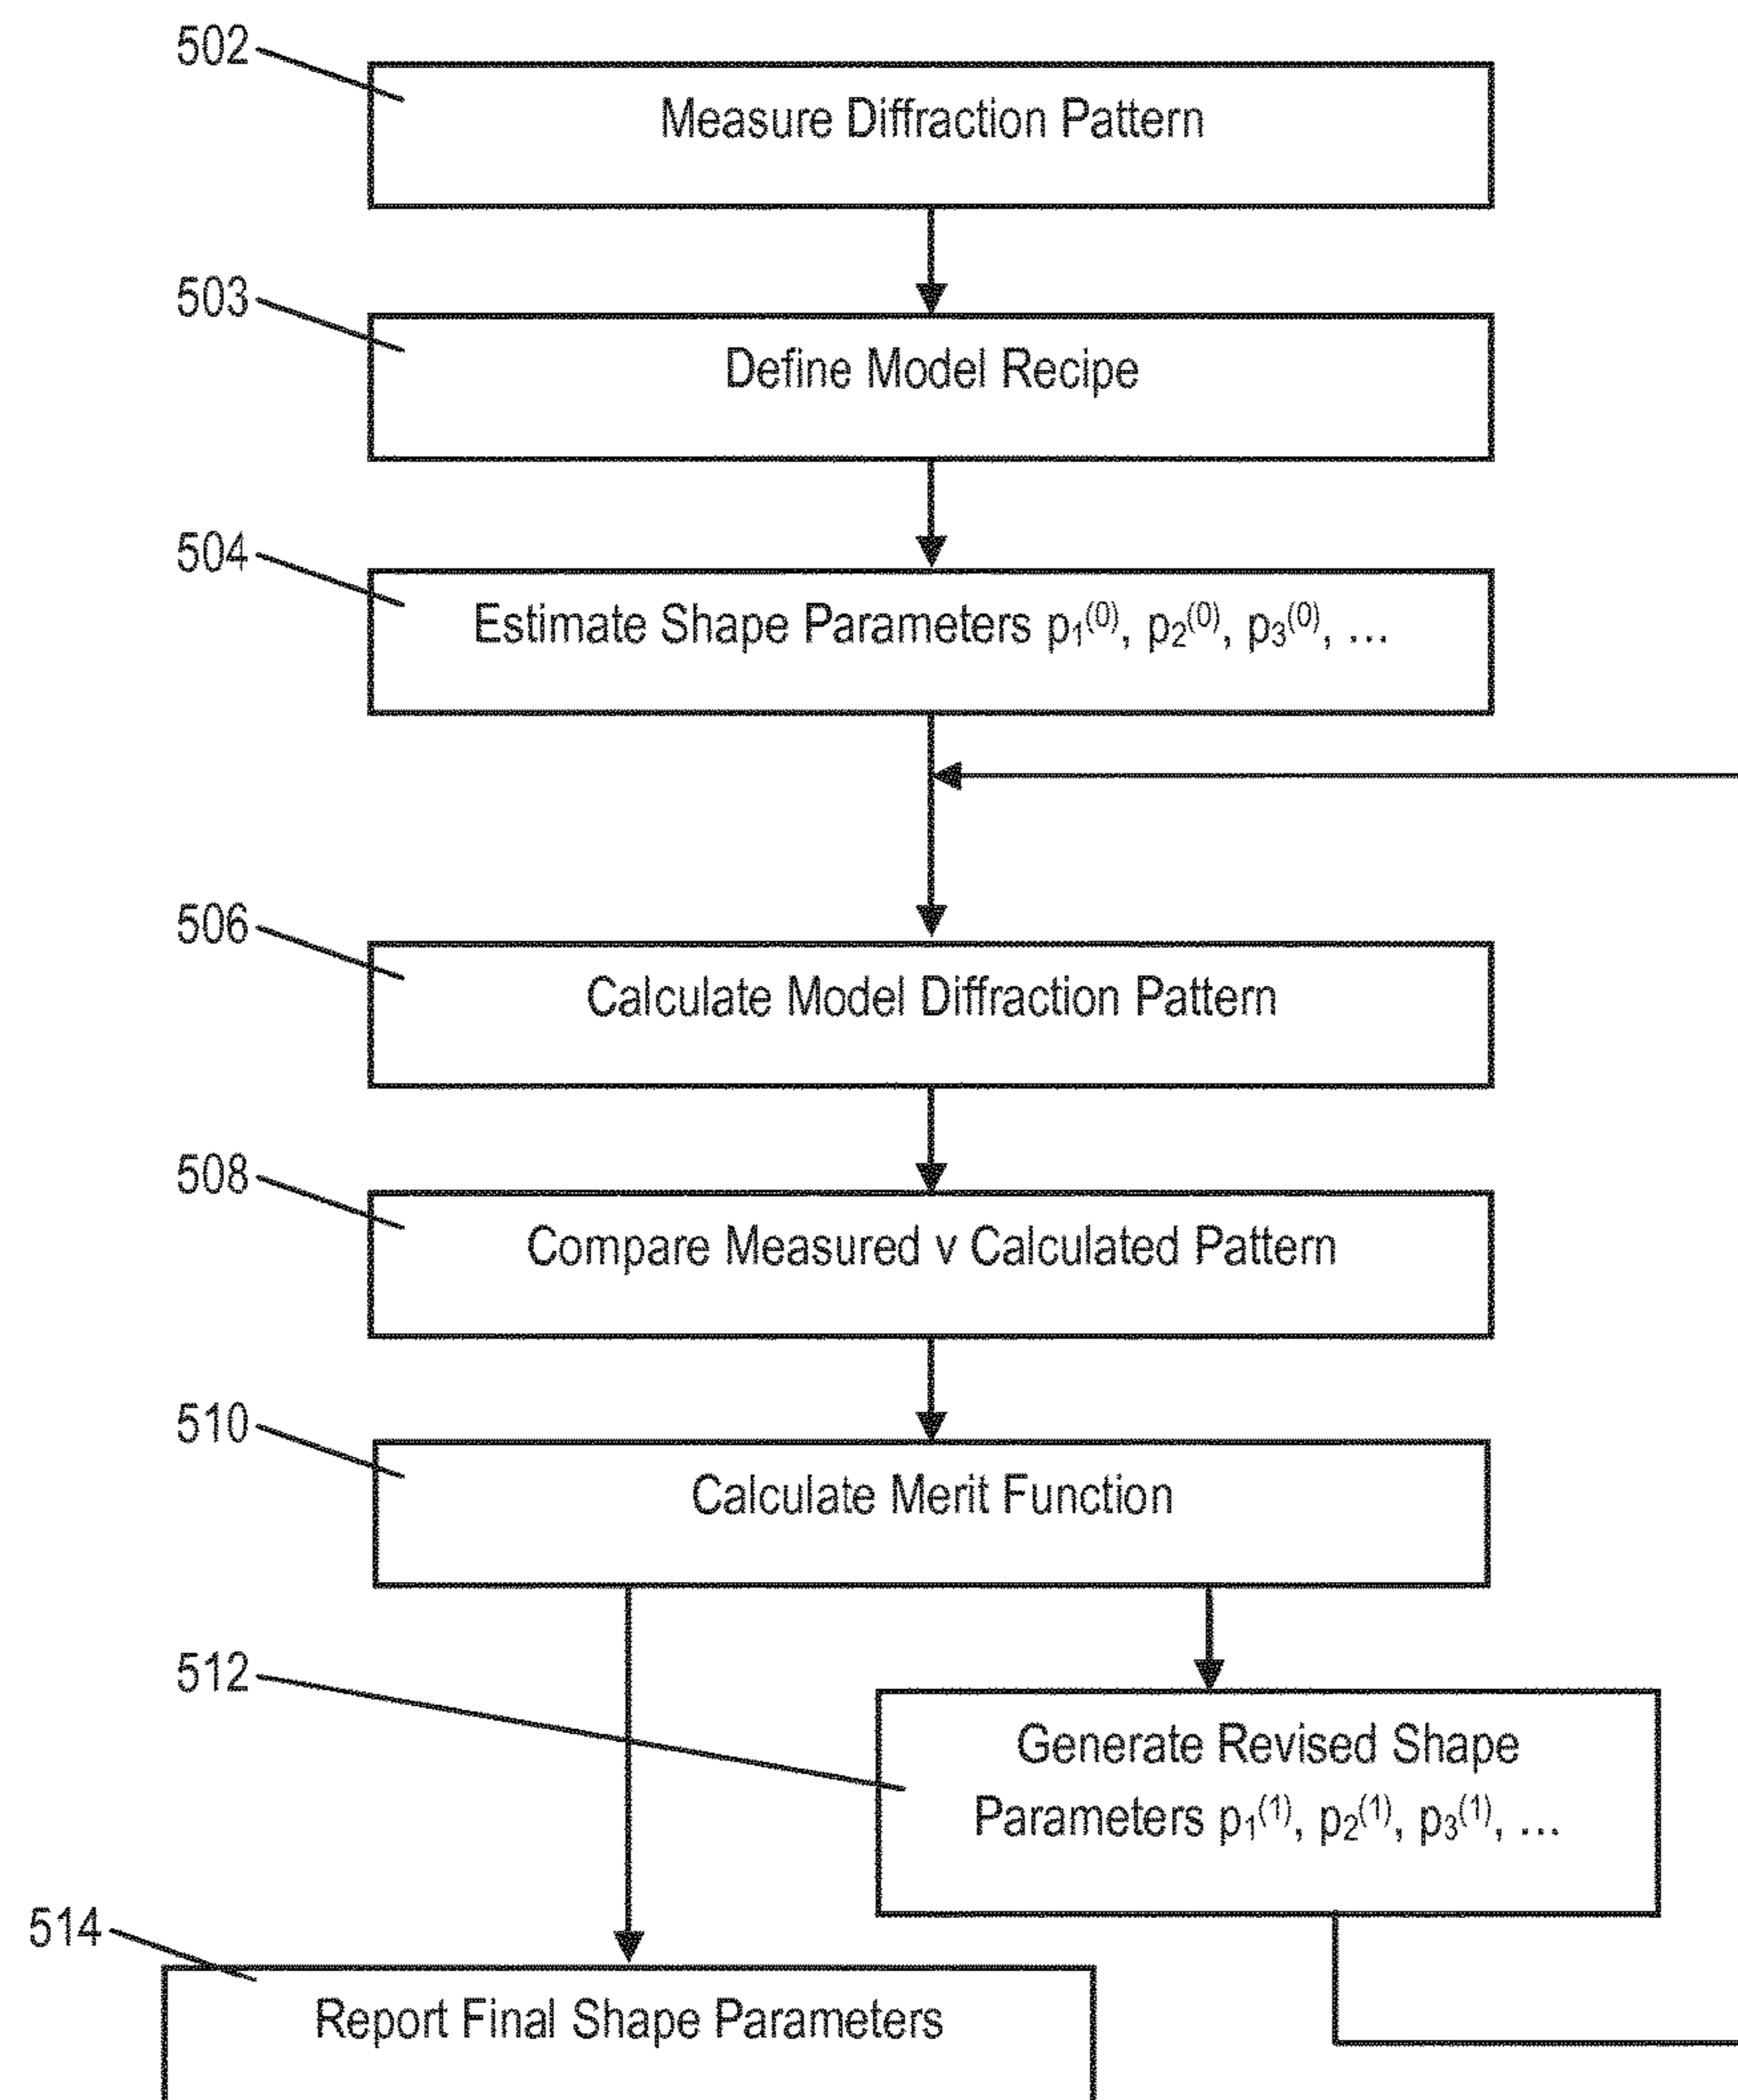 502
Measure Diffraction Pattern
503
Define Model Recipe
504
Estimate Shape Parameters p₁⁽⁰⁾, p₂⁽⁰⁾, p₃⁽⁰⁾, …
506
Calculate Model Diffraction Pattern
508
Compare Measured v Calculated Pattern
510
Calculate Merit Function
512
Generate Revised Shape
Parameters p₁⁽¹⁾, p₂⁽¹⁾, p₃⁽¹⁾, …
514
Report Final Shape Parameters